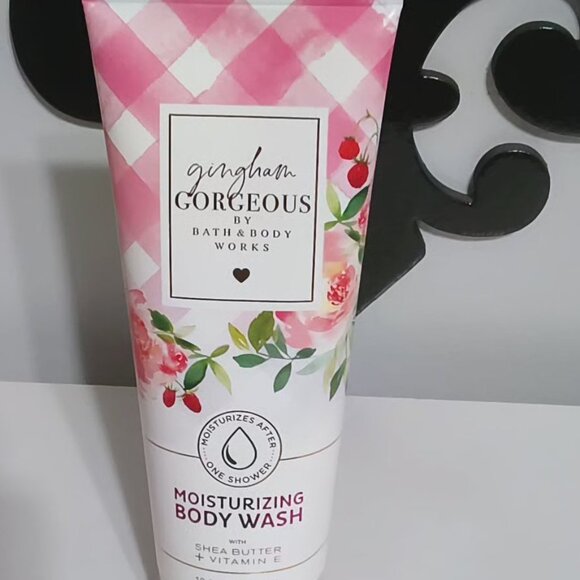 gingham
GORGEOUS
BY
BATH & BODY
WORKS
MOISTURIZES AFTER
ONE SHOWER
MOISTURIZING
BODY WASH
WITH
SHEA BUTTER
+ VITAMIN E